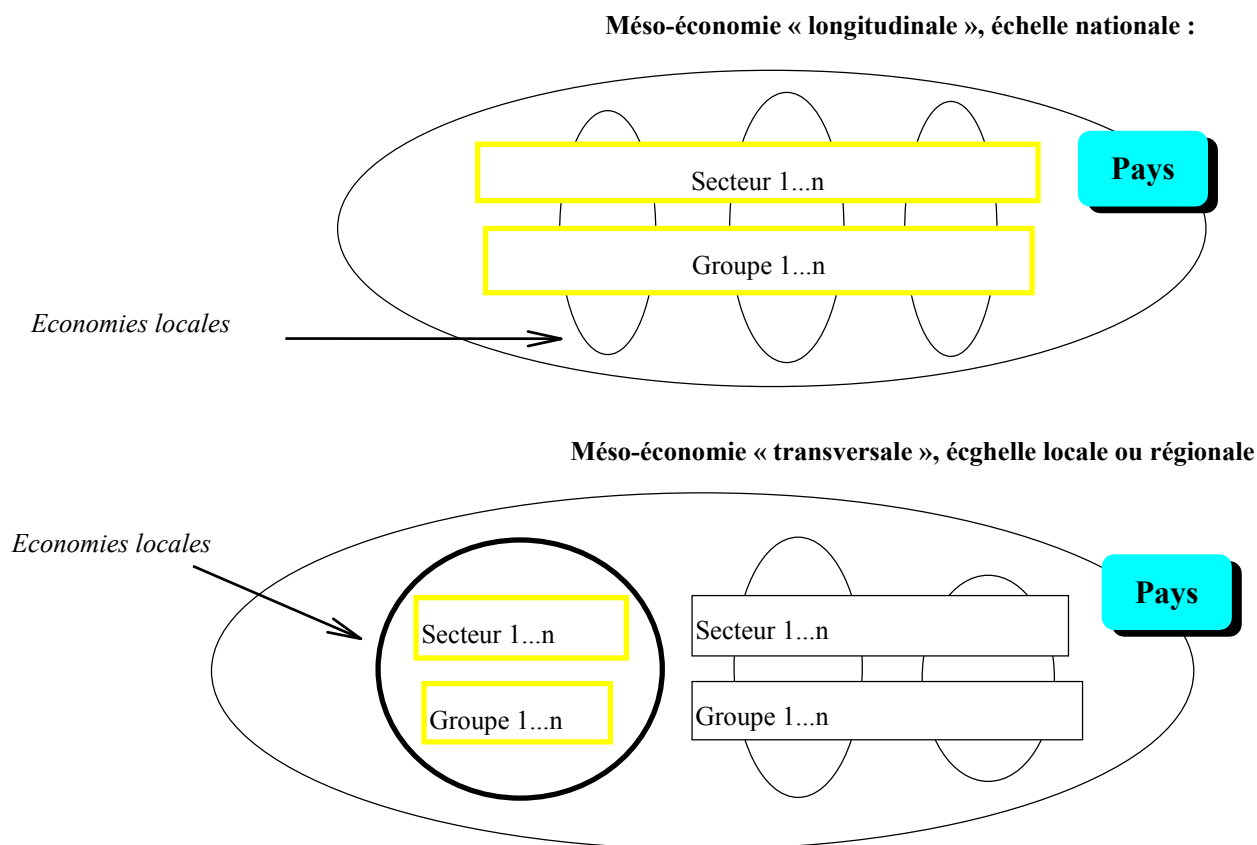 Méso-économie « longitudinale », échelle nationale :
Pays
Secteur 1...n
Groupe 1...n
Economies locales
Méso-économie « transversale », écghelle locale ou régionale
Economies locales
Pays
Secteur 1...n
Secteur 1...n
Groupe 1...n
Groupe 1...n